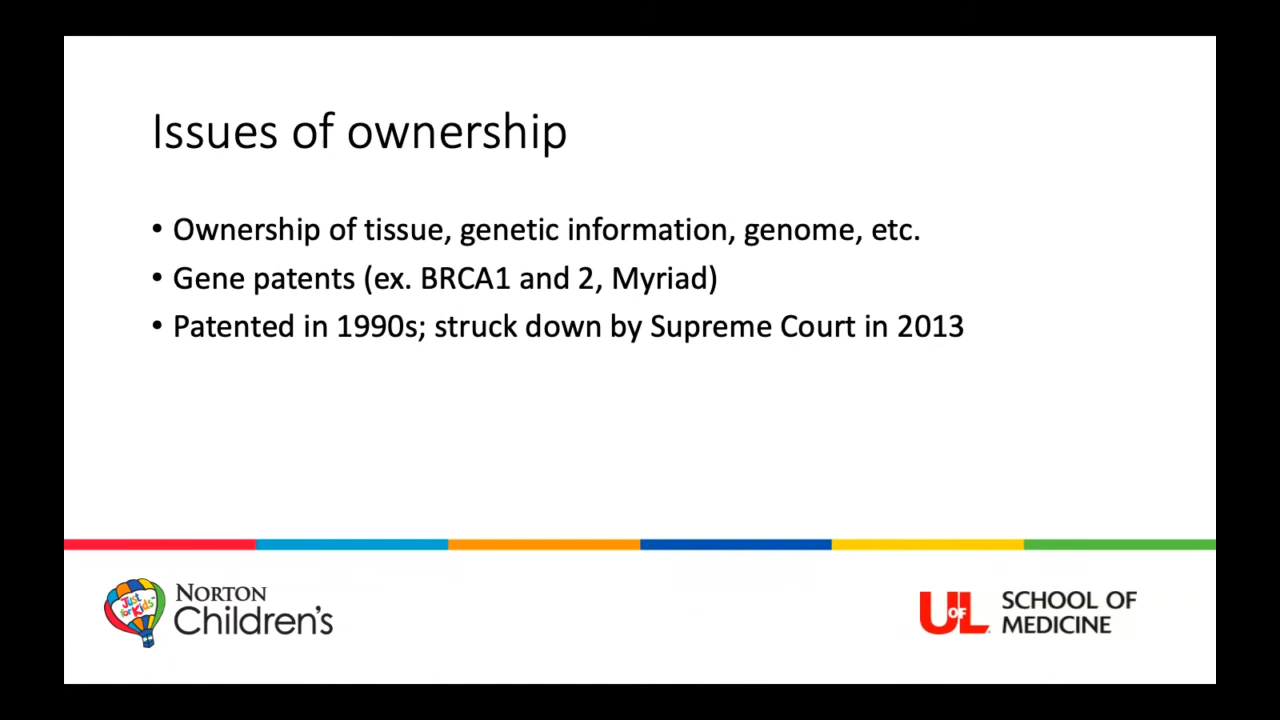 Issues of ownership
• Ownership of tissue, genetic information, genome, etc.
• Gene patents (ex. BRCA1 and 2, Myriad)
• Patented in 1990s; struck down by Supreme Court in 2013
Just for Kids
NORTON
Children's
UOFL
SCHOOL OF
MEDICINE